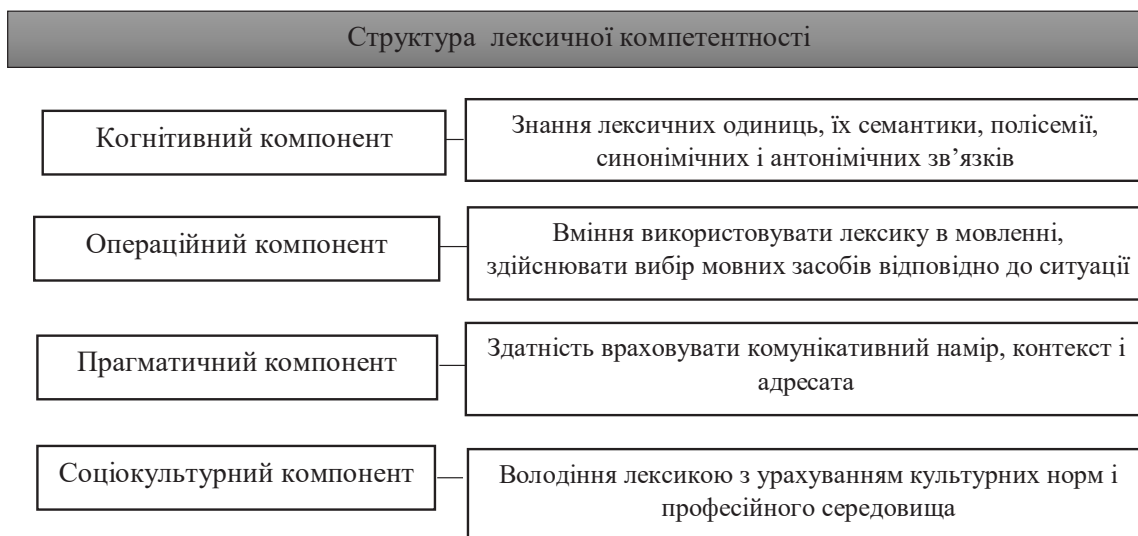 Структура лексичної компетентності
Когнітивний компонент
Знання лексичних одиниць, їх семантики, полісемії,
синонімічних і антонімічних зв’язків
Операційний компонент
Вміння використовувати лексику в мовленні,
здійснювати вибір мовних засобів відповідно до ситуації
Прагматичний компонент
Здатність враховувати комунікативний намір, контекст і
адресата
Соціокультурний компонент
Володіння лексикою з урахуванням культурних норм і
професійного середовища